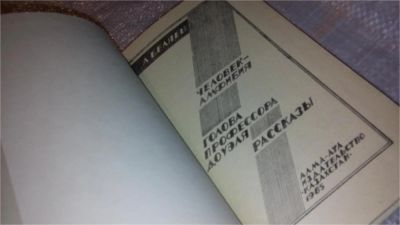 А. БЕЛЯЕВ
ЧЕЛОВЕК-
АМФИБИЯ
ГОЛОВА
ПРОФЕССОРА
ДОУЭЛЯ
РАССКАЗЫ
АЛМА-АТА
ИЗДАТЕЛЬСТВО
"КАЗАХСТАН"
1985